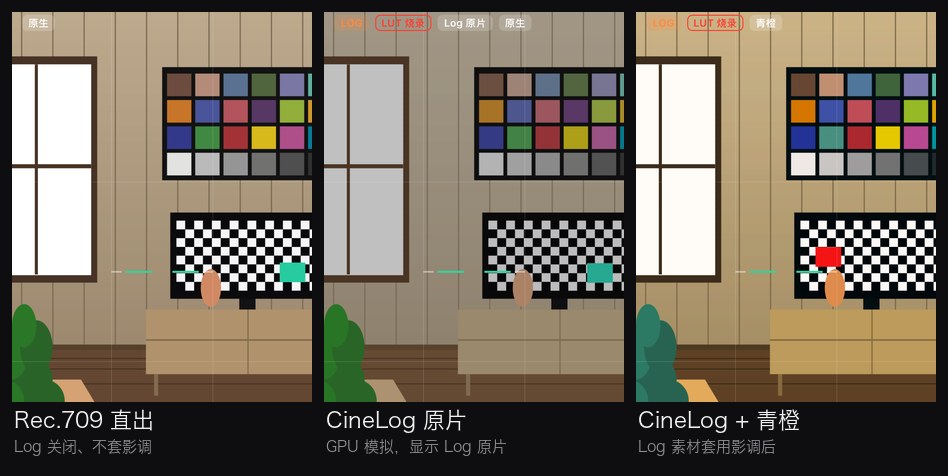 原生
LOG LUT 烧录 Log 原片 原生
LOG LUT 烧录 青橙
Rec.709 直出
Log 关闭、不套影调
CineLog 原片
GPU 模拟，显示 Log 原片
CineLog + 青橙
Log 素材套用影调后